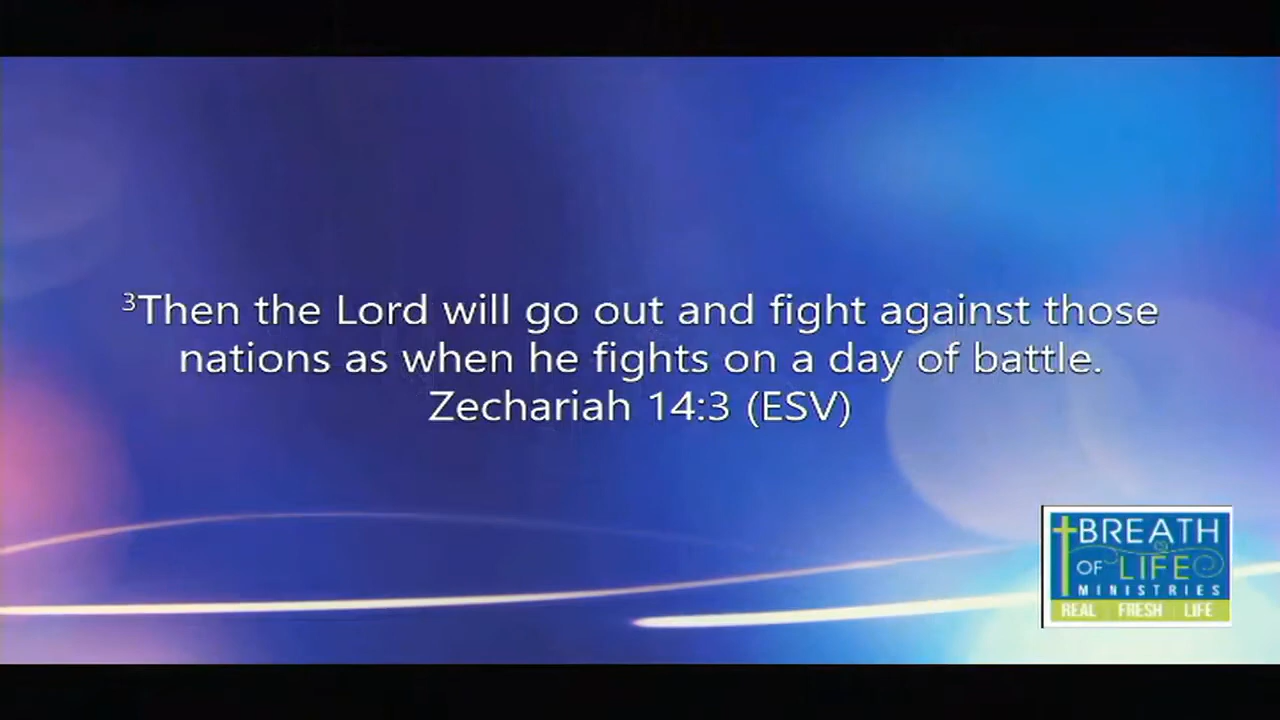 ³Then the Lord will go out and fight against those
nations as when he fights on a day of battle.
Zechariah 14:3 (ESV)
BREATH
OF LIFE
MINISTRIES
REAL FRESH LIFE